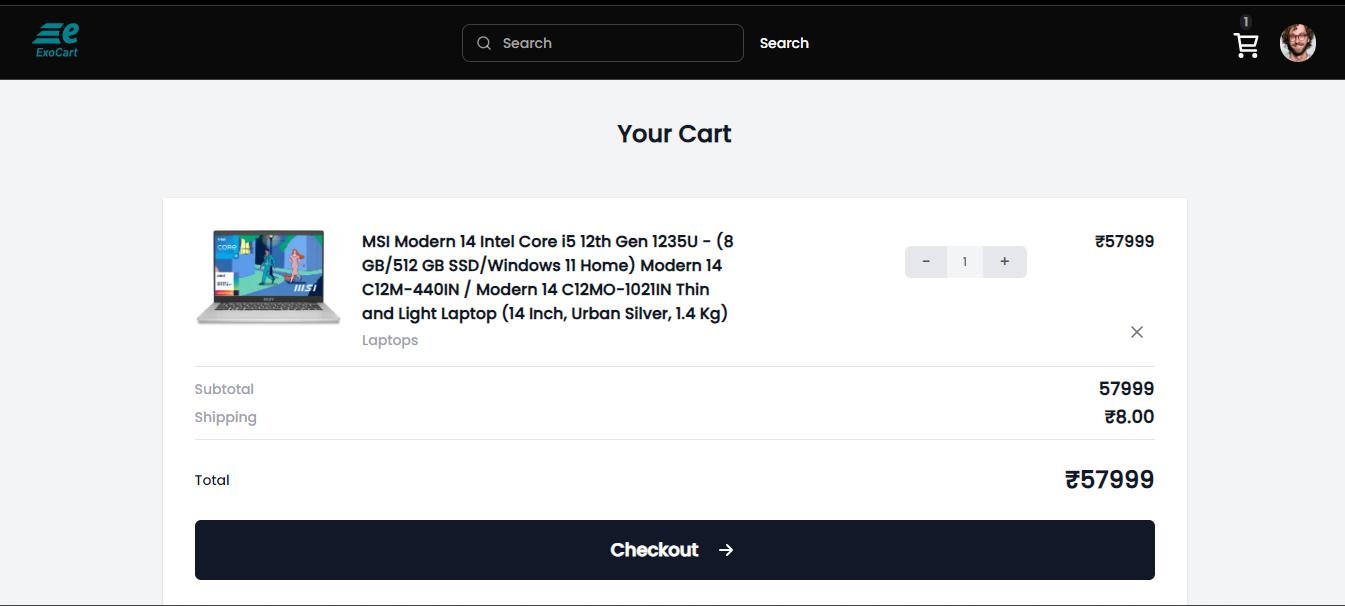 e
ExoCart
Search
Search
1
Your Cart
MSI Modern 14 Intel Core i5 12th Gen 1235U - (8
GB/512 GB SSD/Windows 11 Home) Modern 14
C12M-440IN / Modern 14 C12MO-1021IN Thin
and Light Laptop (14 Inch, Urban Silver, 1.4 Kg)
Laptops
-
1
+
₹57999
CORE
msi
Subtotal
57999
Shipping
₹8.00
Total
₹57999
Checkout →